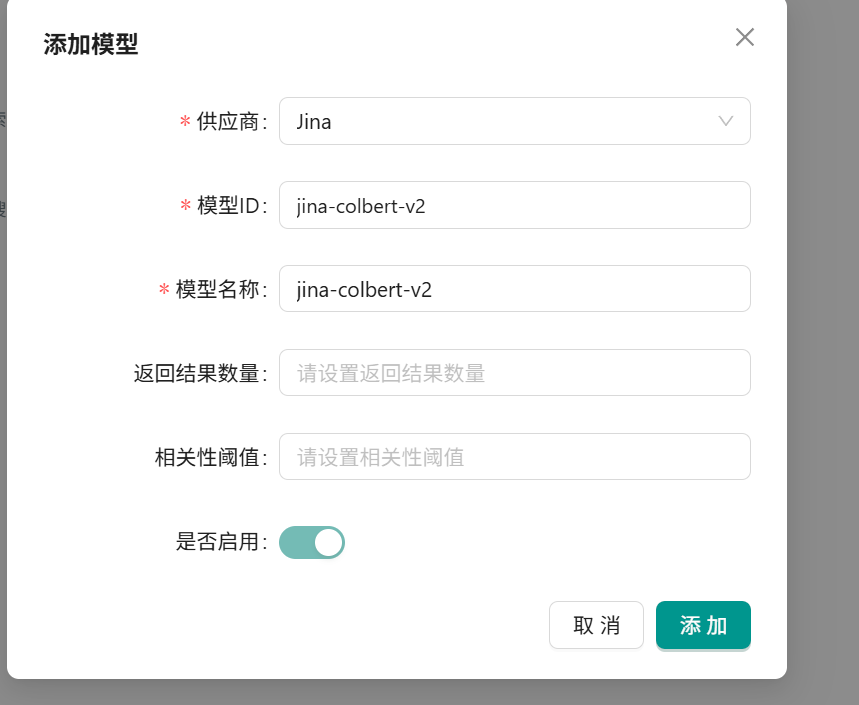 添加模型
* 供应商: Jina
* 模型ID: jina-colbert-v2
* 模型名称: jina-colbert-v2
返回结果数量: 请设置返回结果数量
相关性阈值: 请设置相关性阈值
是否启用:
取 消 添 加